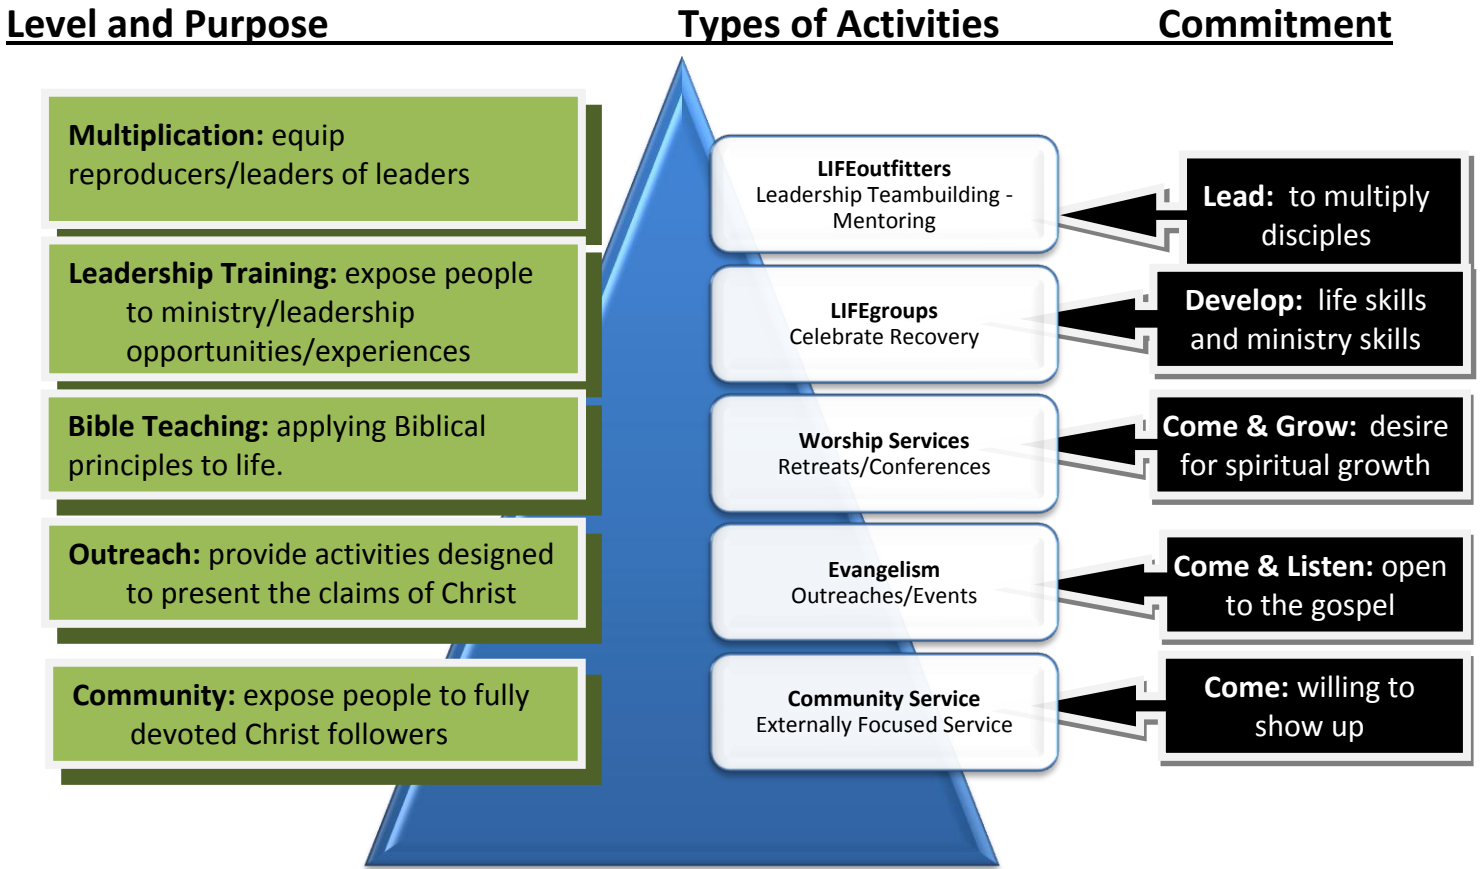 Level and Purpose
Types of Activities
Commitment
Multiplication: equip
reproducers/leaders of leaders
LIFEoutfitters
Leadership Teambuilding -
Mentoring
Lead: to multiply
disciples
Leadership Training: expose people
to ministry/leadership
opportunities/experiences
LIFEgroups
Celebrate Recovery
Develop: life skills
and ministry skills
Bible Teaching: applying Biblical
principles to life.
Worship Services
Retreats/Conferences
Come & Grow: desire
for spiritual growth
Outreach: provide activities designed
to present the claims of Christ
Evangelism
Outreaches/Events
Come & Listen: open
to the gospel
Community: expose people to fully
devoted Christ followers
Community Service
Externally Focused Service
Come: willing to
show up